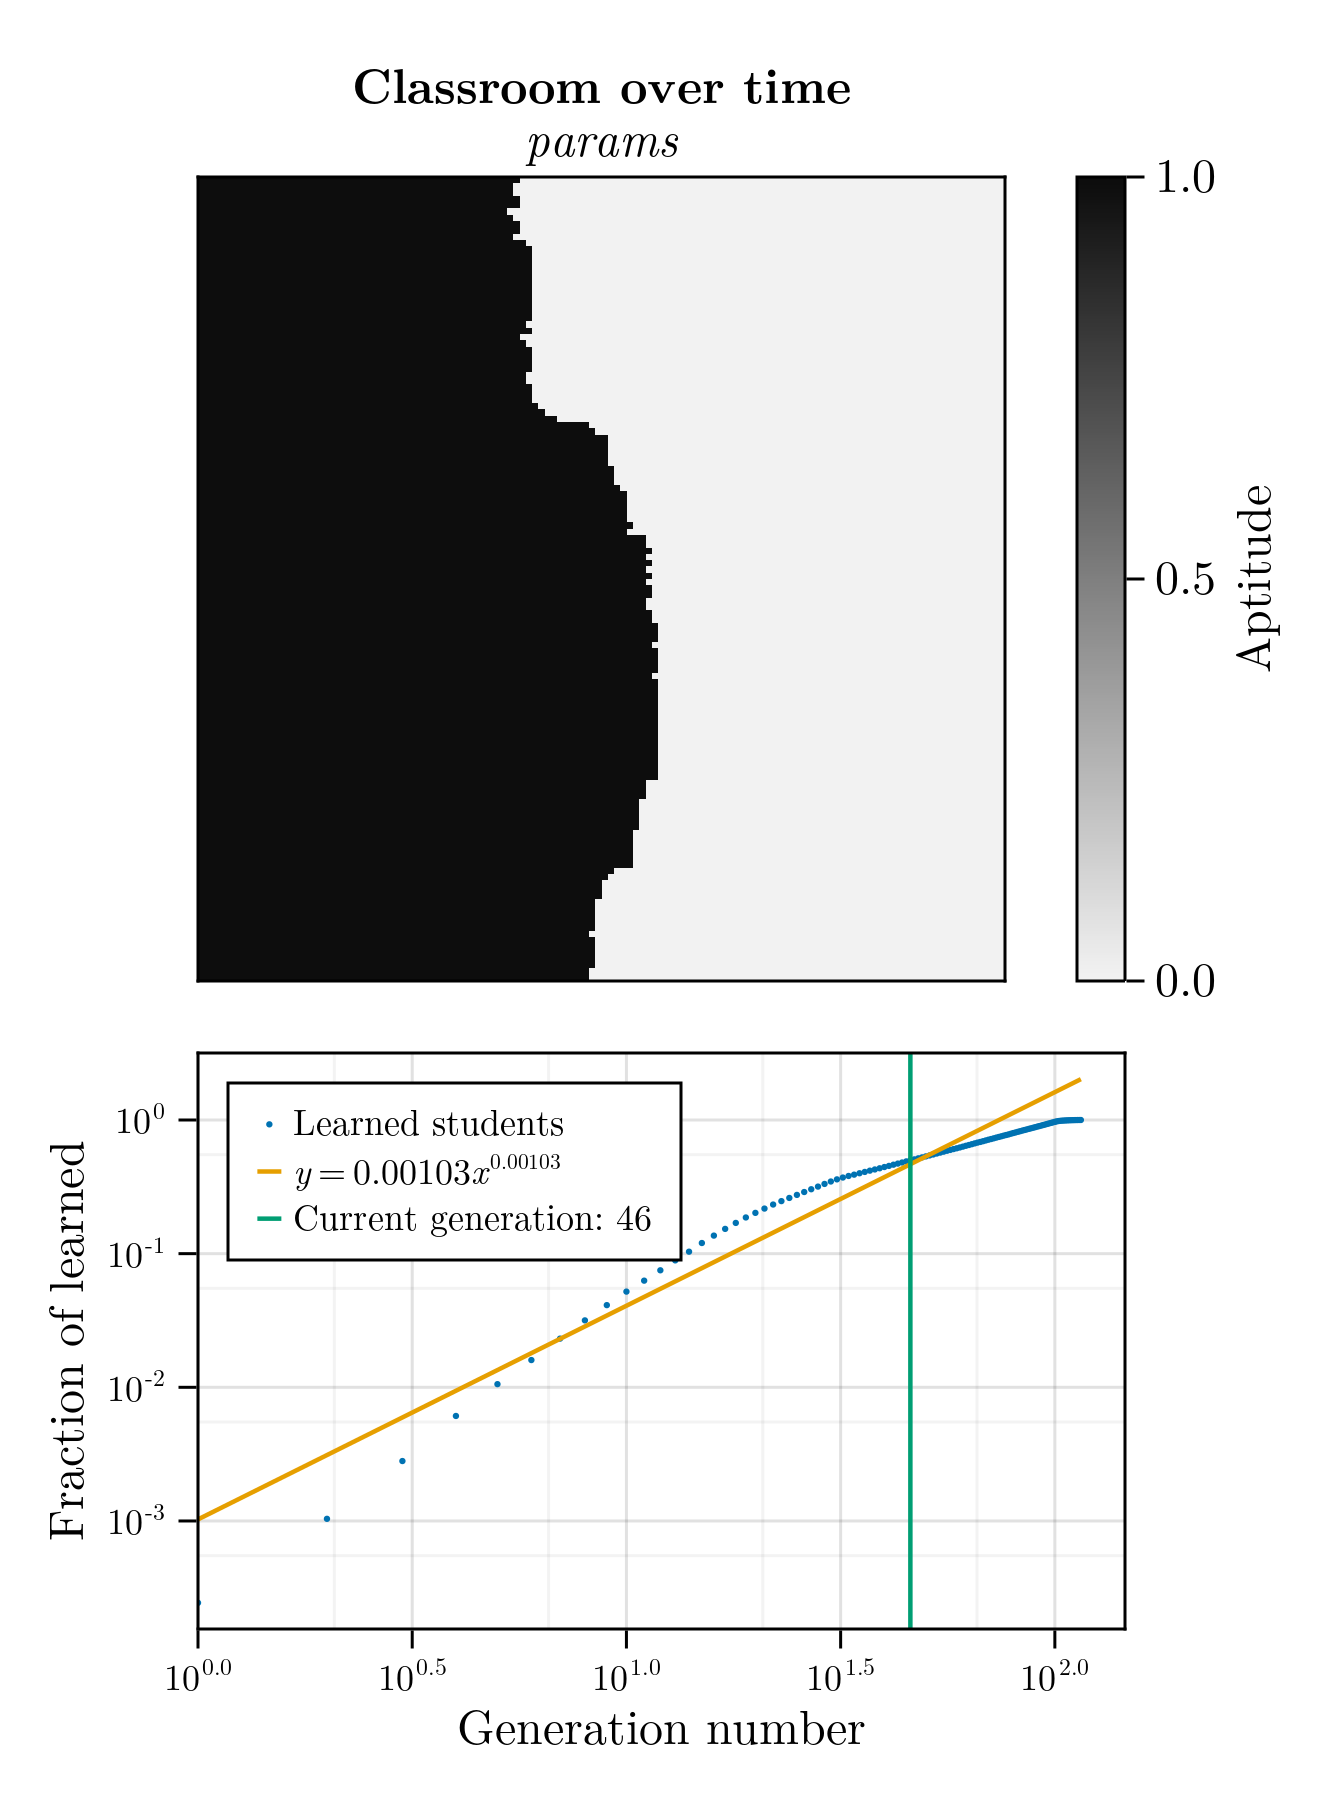 Classroom over time
params
1.0
0.5
0.0
Aptitude
Learned students
y = 0.00103x^0.00103
Current generation: 46
10^0
10^-1
10^-2
10^-3
Fraction of learned
10^0.0 10^0.5 10^1.0 10^1.5 10^2.0
Generation number